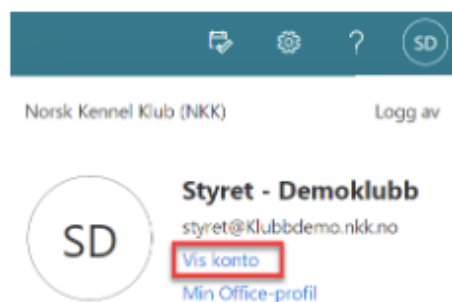 ?
SD
Norsk Kennel Klub (NKK)
Logg av
SD
Styret - Demoklubb
styret@Klubbdemo.nkk.no
Vis konto
Min Office-profil